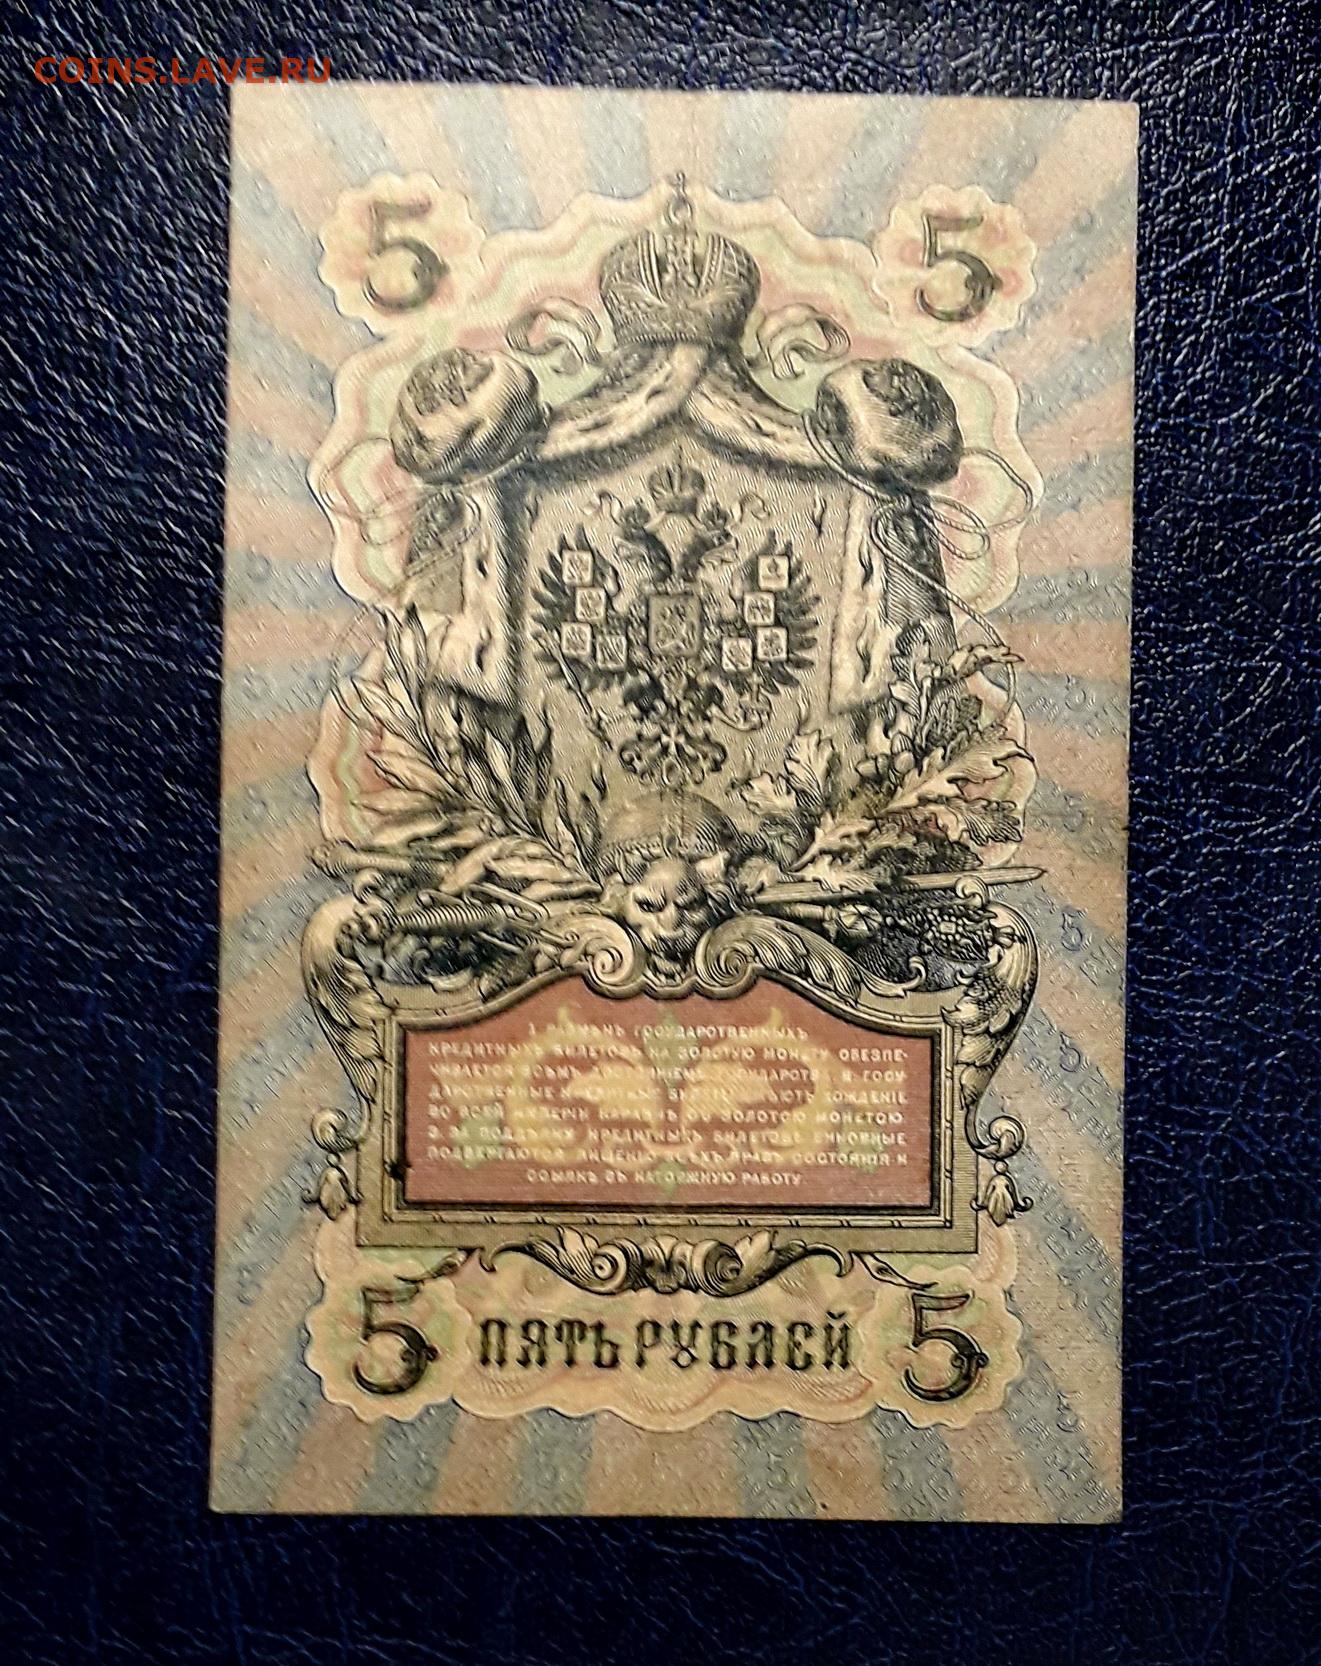 COINS.LAVE.RU
5 5
1. РАЗМѢНЪ ГОСУДАРСТВЕННЫХЪ
КРЕДИТНЫХЪ БИЛЕТОВЪ НА ЗОЛОТУЮ МОНЕТУ ОБЕЗПЕ-
ЧИВАЕТСЯ ВСѢМЪ ДОСТОЯНІЕМЪ ГОСУДАРСТВА. 2. ГОСУ-
ДАРСТВЕННЫЕ КРЕДИТНЫЕ БИЛЕТЫ ИМѢЮТЪ ХОЖДЕНІЕ
ВО ВСЕЙ ИМПЕРІИ НАРАВНѢ СЪ ЗОЛОТОЮ МОНЕТОЮ.
3. ЗА ПОДДѢЛКУ КРЕДИТНЫХЪ БИЛЕТОВЪ ВИНОВНЫЕ
ПОДВЕРГАЮТСЯ ЛИШЕНІЮ ВСѢХЪ ПРАВЪ СОСТОЯНІЯ И
ССЫЛКѢ ВЪ КАТОРЖНУЮ РАБОТУ
5 ПЯТЬ РУБЛЕЙ 5